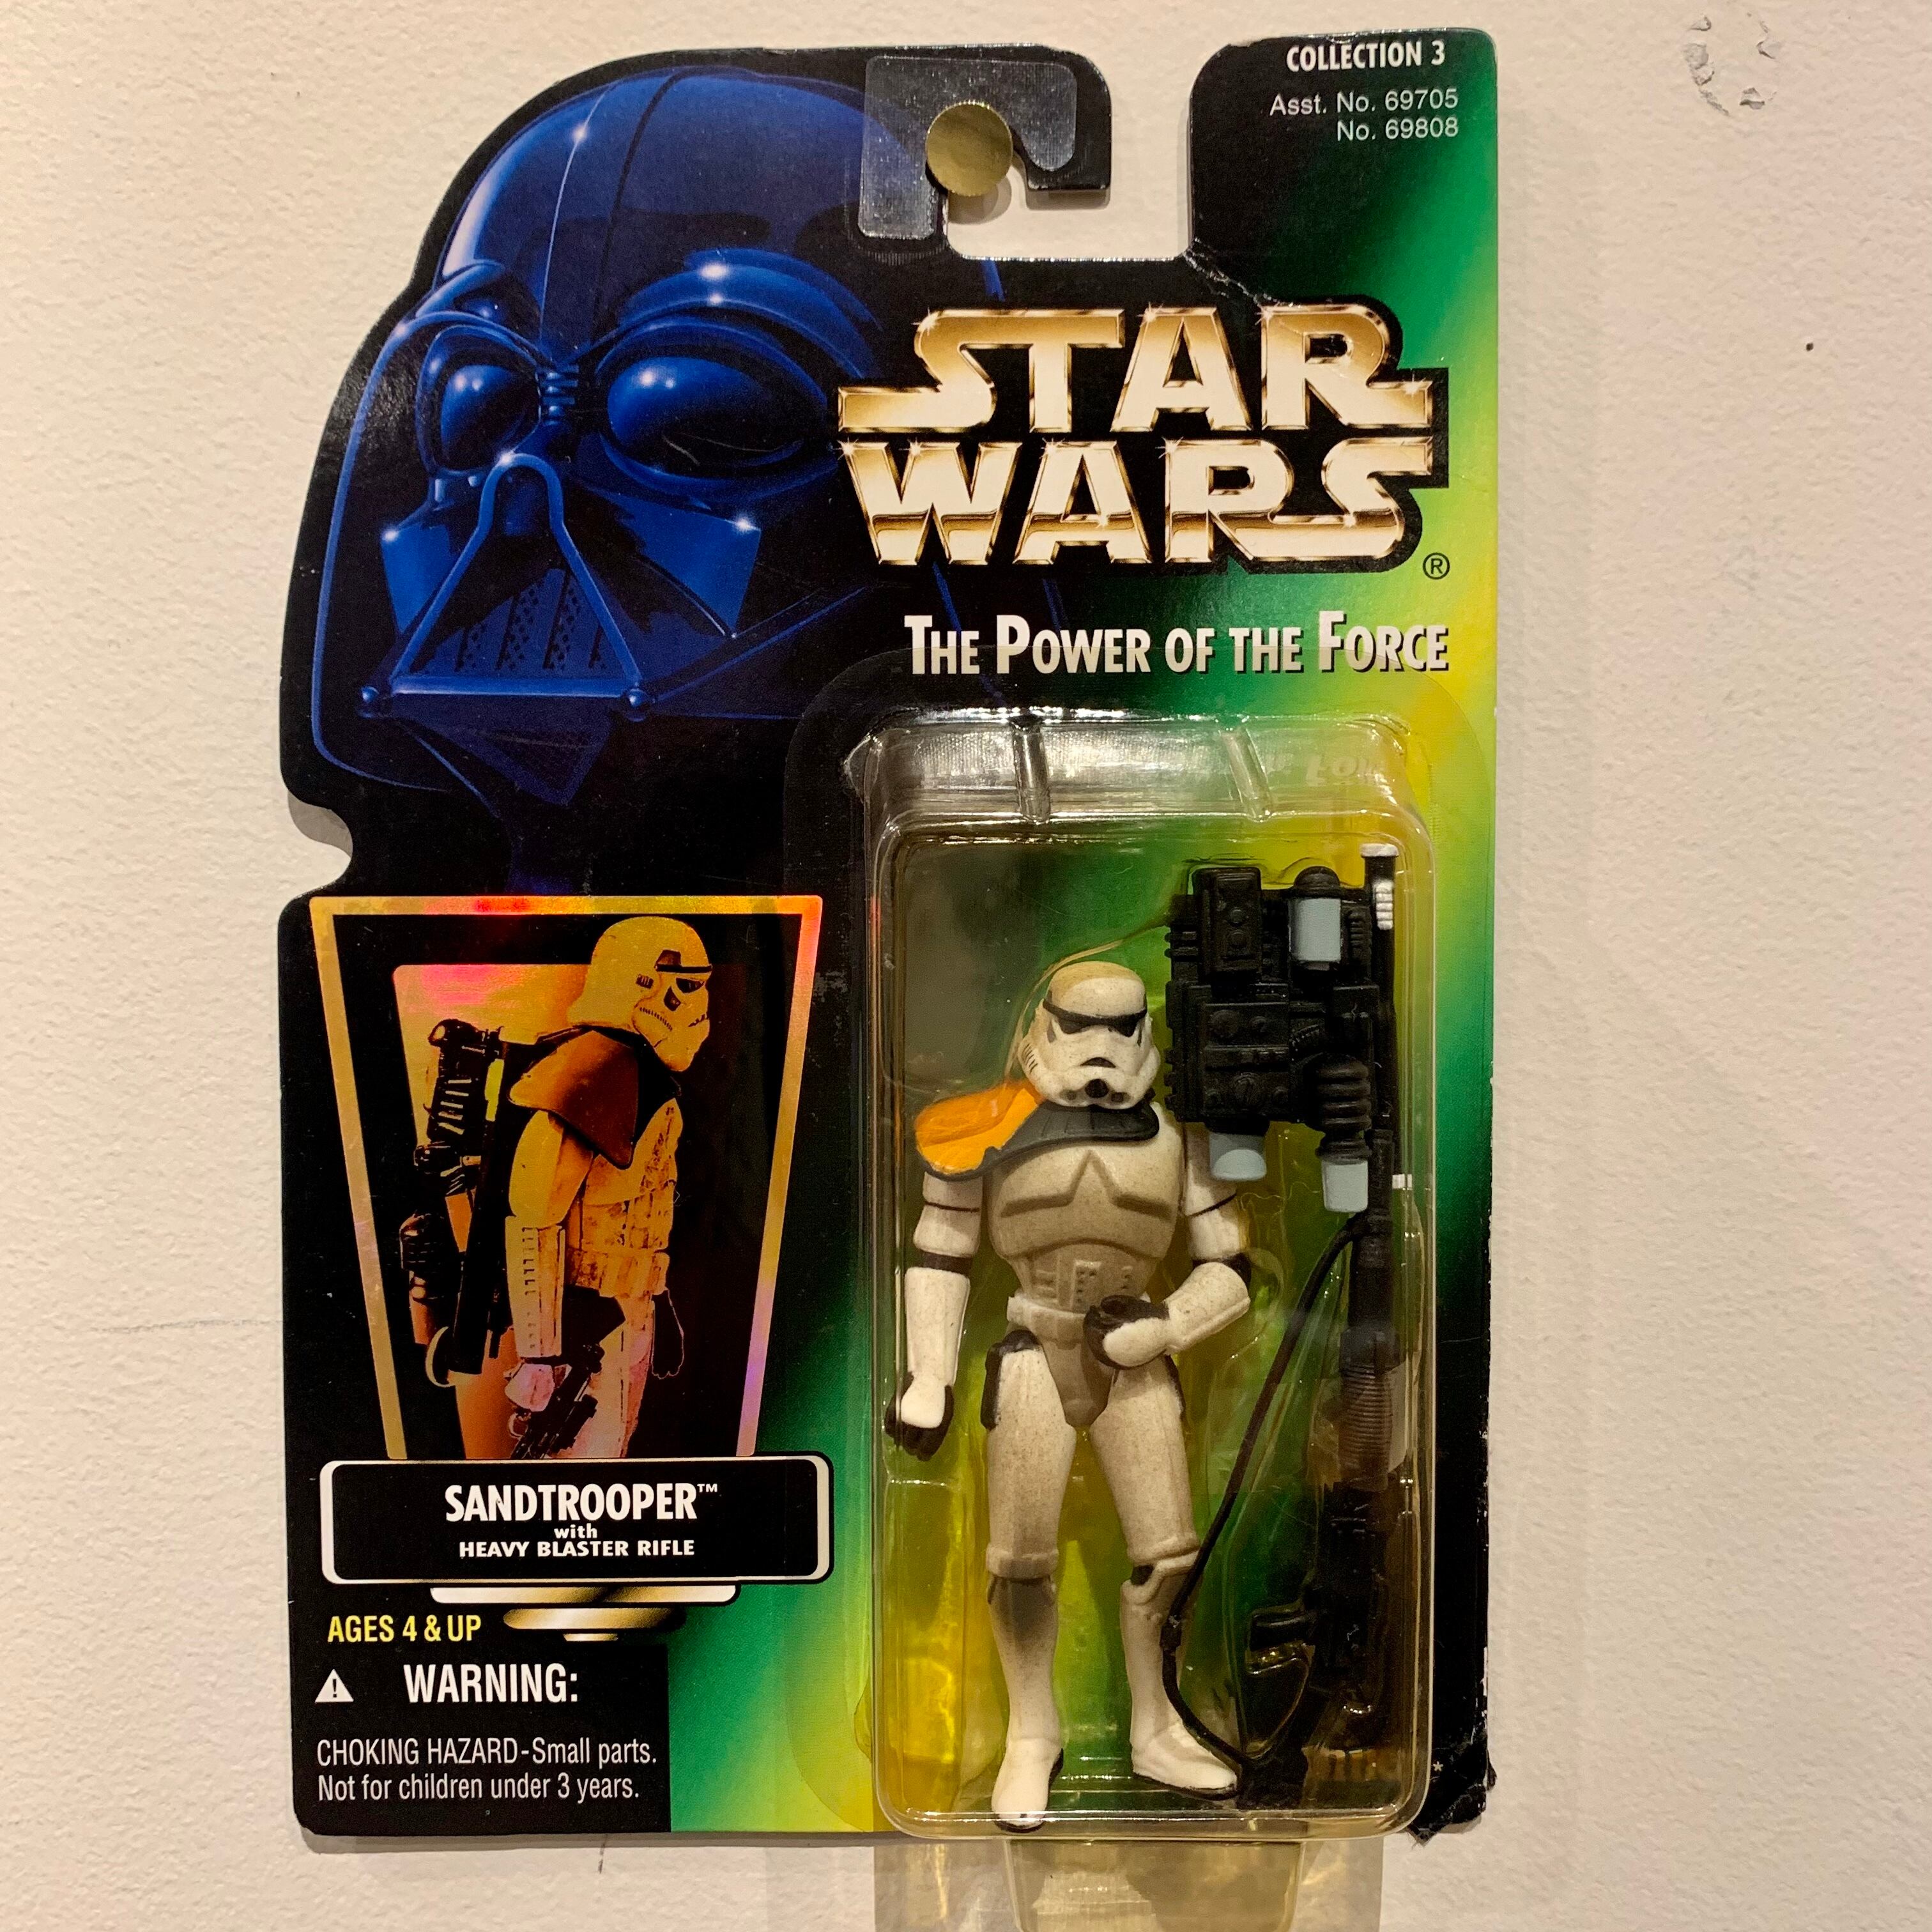 COLLECTION 3
Asst. No. 69705
No. 69808
STAR
WARS®
THE POWER OF THE FORCE
SANDTROOPER™
with
HEAVY BLASTER RIFLE
AGES 4 & UP
⚠ WARNING:
CHOKING HAZARD-Small parts.
Not for children under 3 years.
*